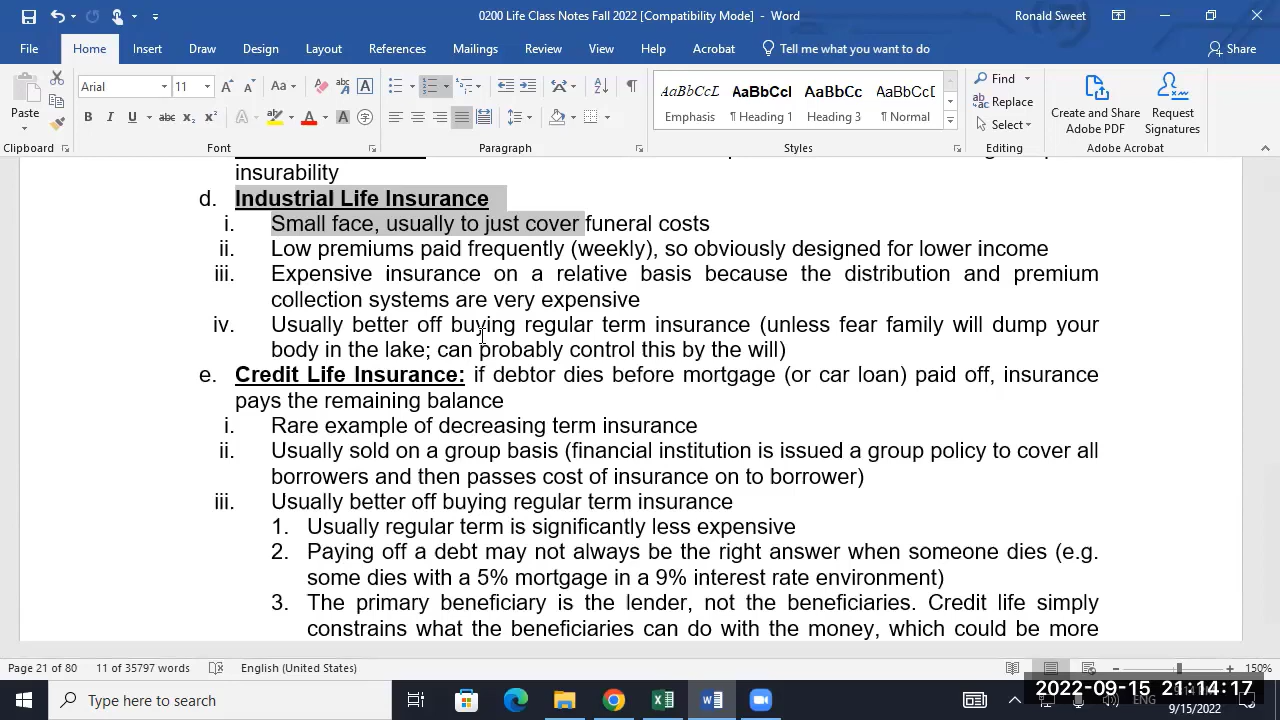 0200 Life Class Notes Fall 2022 [Compatibility Mode] - Word
Ronald Sweet
File Home Insert Draw Design Layout References Mailings Review View Help Acrobat Tell me what you want to do Share
Paste
Clipboard
Arial 11
Font
Paragraph
AaBbCcL AaBbCcI AaBbCc AaBbCcI
Emphasis ¶ Heading 1 Heading 3 ¶ Normal
Styles
Find
Replace
Select
Editing
Create and Share Adobe PDF
Request Signatures
Adobe Acrobat
insurability
d. Industrial Life Insurance
i. Small face, usually to just cover funeral costs
ii. Low premiums paid frequently (weekly), so obviously designed for lower income
iii. Expensive insurance on a relative basis because the distribution and premium
collection systems are very expensive
iv. Usually better off buying regular term insurance (unless fear family will dump your
body in the lake; can probably control this by the will)
e. Credit Life Insurance: if debtor dies before mortgage (or car loan) paid off, insurance
pays the remaining balance
i. Rare example of decreasing term insurance
ii. Usually sold on a group basis (financial institution is issued a group policy to cover all
borrowers and then passes cost of insurance on to borrower)
iii. Usually better off buying regular term insurance
1. Usually regular term is significantly less expensive
2. Paying off a debt may not always be the right answer when someone dies (e.g.
some dies with a 5% mortgage in a 9% interest rate environment)
3. The primary beneficiary is the lender, not the beneficiaries. Credit life simply
constrains what the beneficiaries can do with the money, which could be more
Page 21 of 80 11 of 35797 words English (United States) 150%
Type here to search
2022-09-15 21:14:17
ENG
9/15/2022